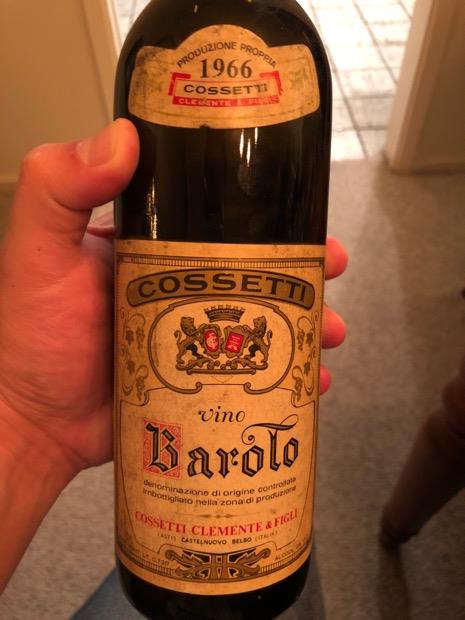 PRODUZIONE PROPRIA
1966
COSSETTI
CLEMENTE & FIGLI
COSSETTI
vino
Barolo
denominazione di origine controllata
imbottigliato nella zona di produzione
COSSETTI CLEMENTE & FIGLI
(ASTI) CASTELNUOVO BELBO (ITALIA)